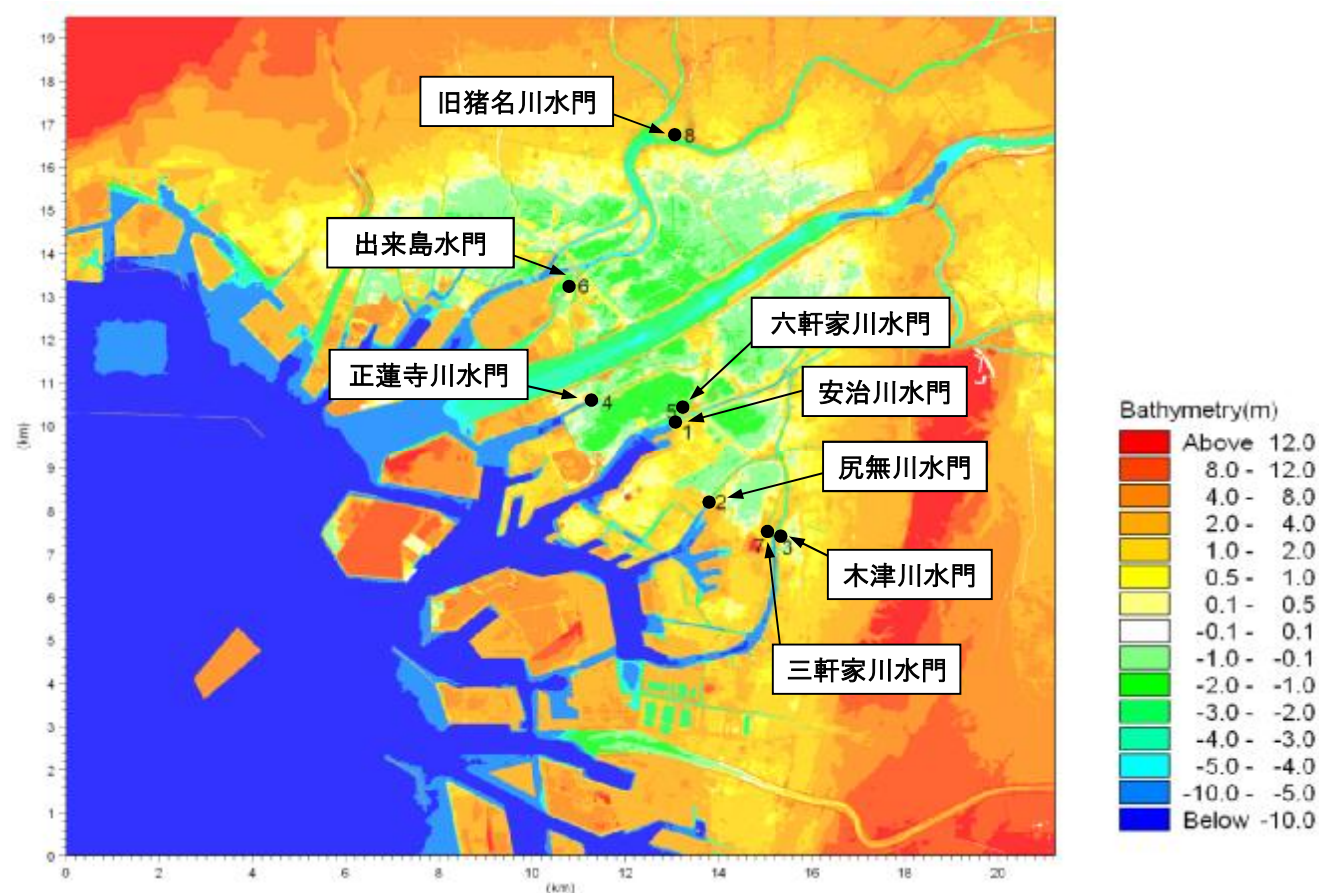 旧猪名川水門
8
出来島水門
6
六軒家川水門
正蓮寺川水門
4
安治川水門
5
1
尻無川水門
2
7
3
木津川水門
三軒家川水門
19
18
17
16
15
14
13
12
11
10
9
8
7
6
5
4
3
2
1
0
(km)
0 2 4 6 8 10 12 14 16 18 20
(km)
Bathymetry(m)
Above 12.0
8.0 - 12.0
4.0 - 8.0
2.0 - 4.0
1.0 - 2.0
0.5 - 1.0
0.1 - 0.5
-0.1 - 0.1
-1.0 - -0.1
-2.0 - -1.0
-3.0 - -2.0
-4.0 - -3.0
-5.0 - -4.0
-10.0 - -5.0
Below -10.0